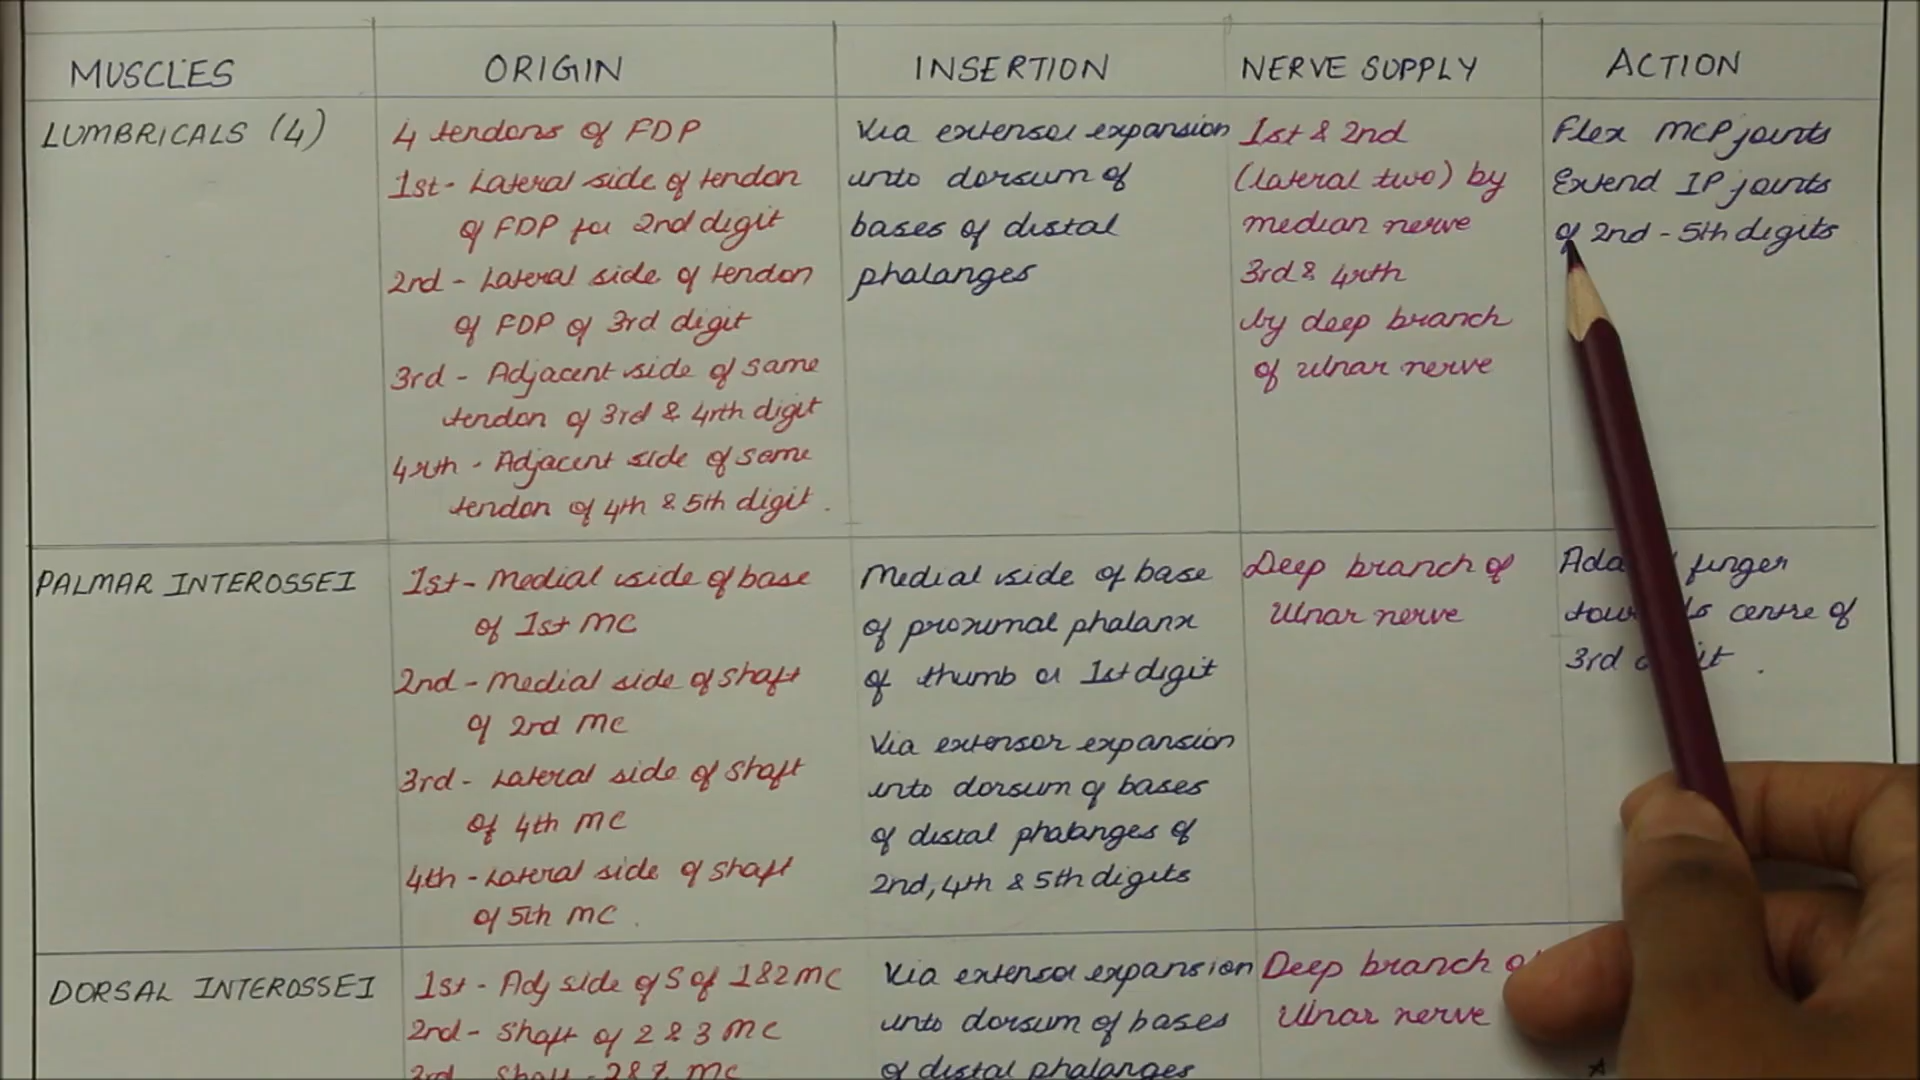 MUSCLES
ORIGIN
INSERTION
NERVE SUPPLY
ACTION
LUMBRICALS (4)
4 tendons of FDP
1st - Lateral side of tendon
of FDP for 2nd digit
2nd - Lateral side of tendon
of FDP of 3rd digit
3rd - Adjacent side of same
tendon of 3rd & 4rth digit
4rth - Adjacent side of same
tendon of 4th & 5th digit.
Via extensor expansion
into dorsum of
bases of distal
phalanges
1st & 2nd
(lateral two) by
median nerve
3rd & 4rth
by deep branch
of ulnar nerve
Flex MCP joints
Extend IP joints
of 2nd - 5th digits
PALMAR INTEROSSEI
1st - Medial side of base
of 1st MC
2nd - Medial side of shaft
of 2nd MC
3rd - Lateral side of shaft
of 4th MC
4th - Lateral side of shaft
of 5th MC.
Medial side of base
of proximal phalanx
of thumb or 1st digit
Via extensor expansion
into dorsum of bases
of distal phalanges of
2nd, 4th & 5th digits
Deep branch of
Ulnar nerve
finger
centre of
3rd
DORSAL INTEROSSEI
1st - Adj side of S of 1&2 MC
2nd - Shaft of 2 & 3 MC
MC
Via extensor expansion
into dorsum of bases
of distal phalanges
Deep branch
Ulnar nerve